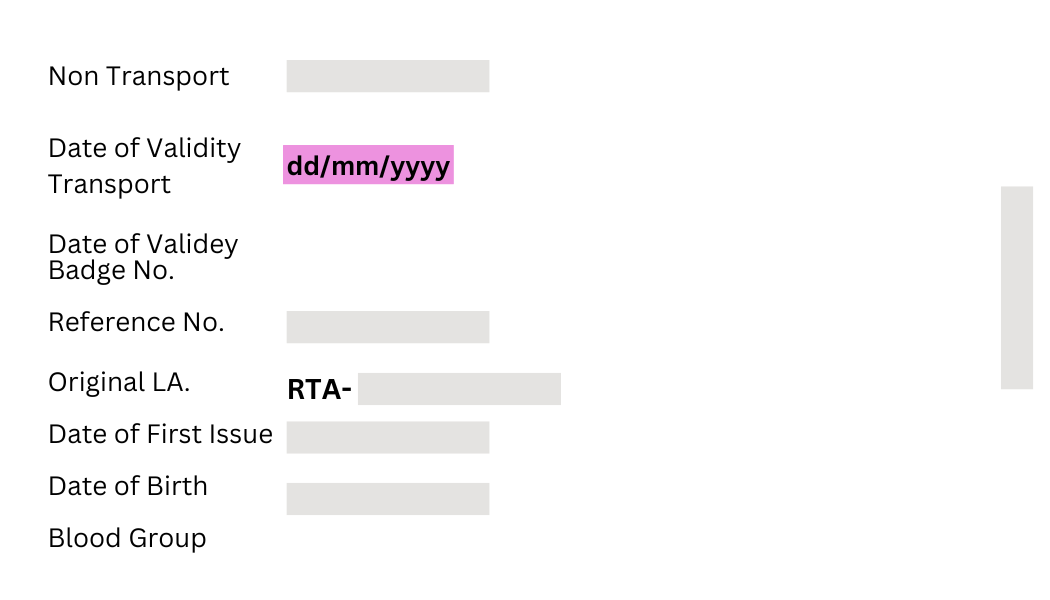 Non Transport
Date of Validity
Transport
dd/mm/yyyy
Date of Validey
Badge No.
Reference No.
Original LA.
RTA-
Date of First Issue
Date of Birth
Blood Group